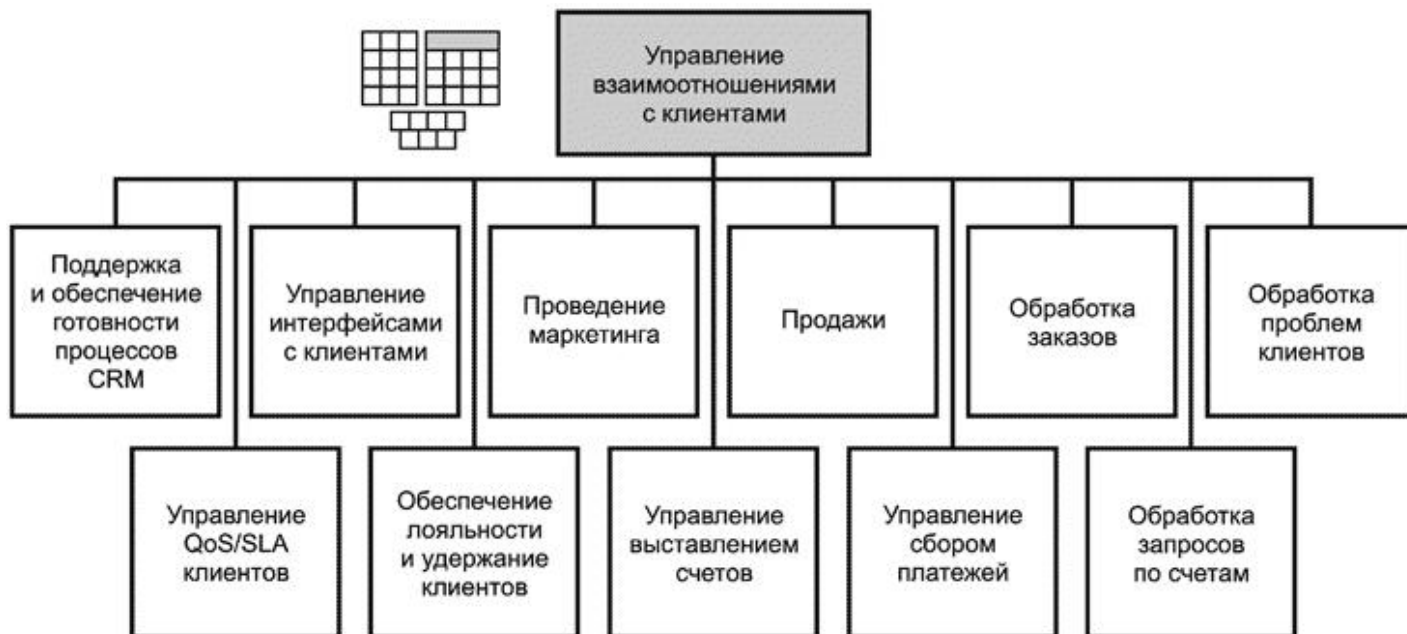 Управление
взаимоотношениями
с клиентами
Поддержка
и обеспечение
готовности
процессов
CRM
Управление
интерфейсами
с клиентами
Проведение
маркетинга
Продажи
Обработка
заказов
Обработка
проблем
клиентов
Управление
QoS/SLA
клиентов
Обеспечение
лояльности
и удержание
клиентов
Управление
выставлением
счетов
Управление
сбором
платежей
Обработка
запросов
по счетам